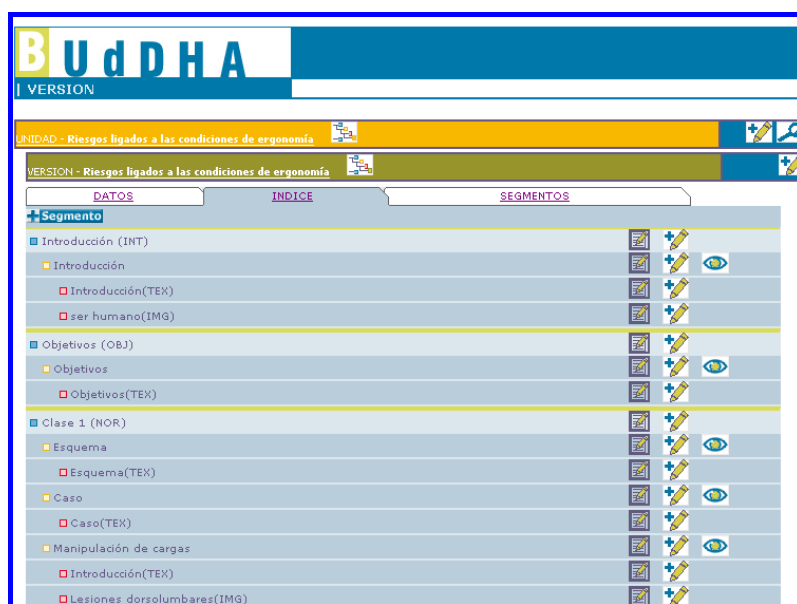 BUdDHA
| VERSION
UNIDAD - Riesgos ligados a las condiciones de ergonomía
VERSION - Riesgos ligados a las condiciones de ergonomía
DATOS INDICE SEGMENTOS
+Segmento
Introducción (INT)
Introducción
Introducción(TEX)
ser humano(IMG)
Objetivos (OBJ)
Objetivos
Objetivos(TEX)
Clase 1 (NOR)
Esquema
Esquema(TEX)
Caso
Caso(TEX)
Manipulación de cargas
Introducción(TEX)
Lesiones dorsolumbares(IMG)